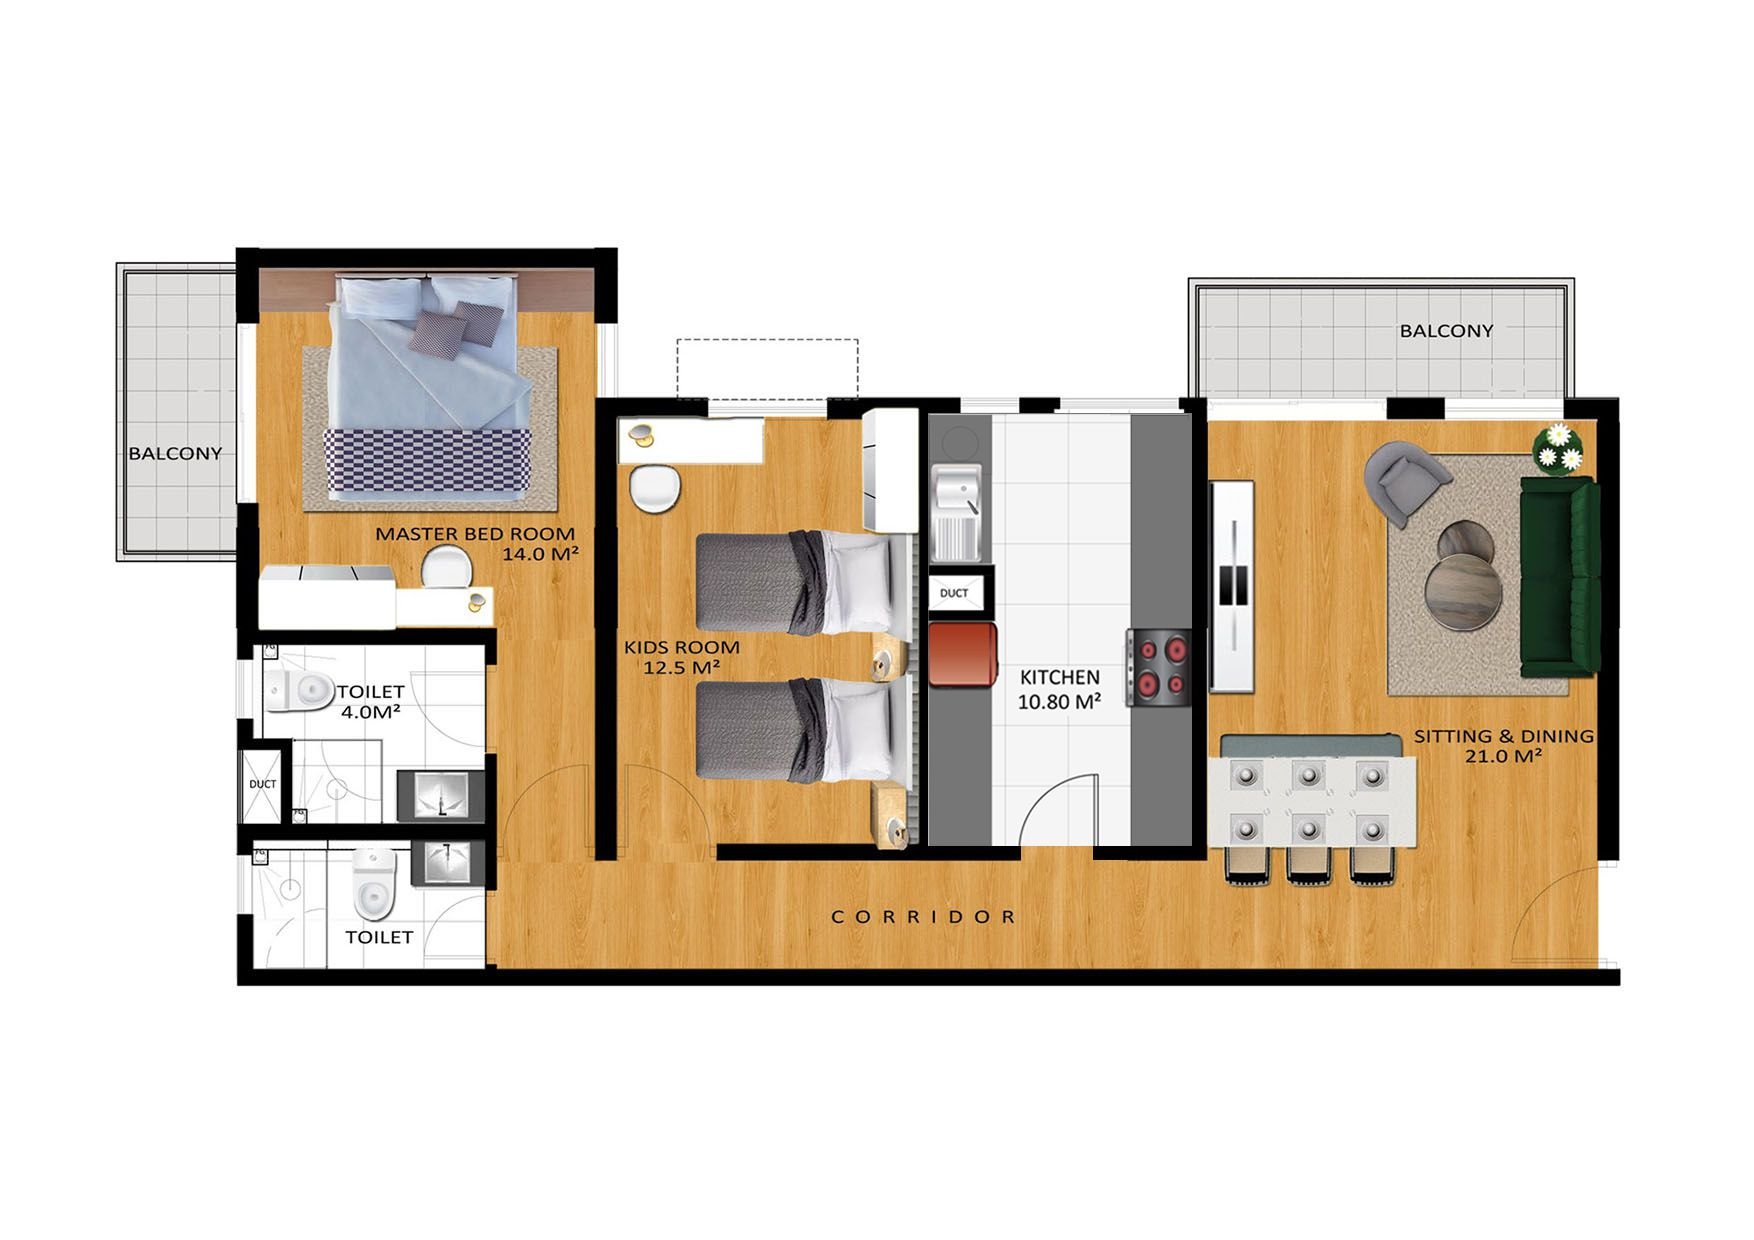 BALCONY
BALCONY
MASTER BED ROOM
14.0 M²
DUCT
KIDS ROOM
12.5 M²
KITCHEN
10.80 M²
TOILET
4.0M²
SITTING & DINING
21.0 M²
DUCT
CORRIDOR
TOILET